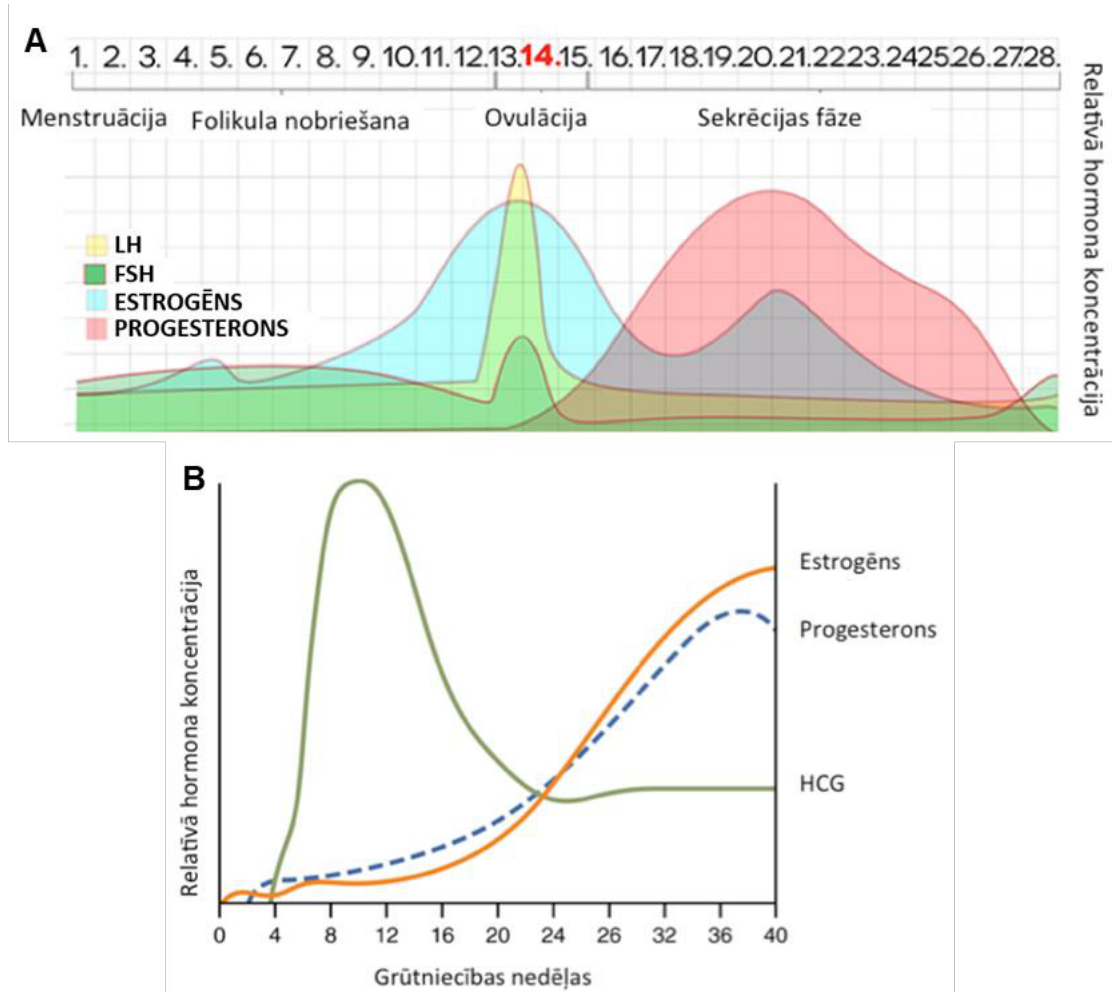 A
1. 2. 3. 4. 5. 6. 7. 8. 9. 10. 11. 12. 13. 14. 15. 16. 17. 18. 19. 20. 21. 22. 23. 24. 25. 26. 27. 28.
Menstruācija Folikula nobriešana Ovulācija Sekrēcijas fāze
Relatīvā hormona koncentrācija
LH
FSH
ESTROGĒNS
PROGESTERONS
B
Relatīvā hormona koncentrācija
Estrogēns
Progesterons
HCG
0 4 8 12 14 16 20 24 26 32 36 40
Grūtniecības nedēļas